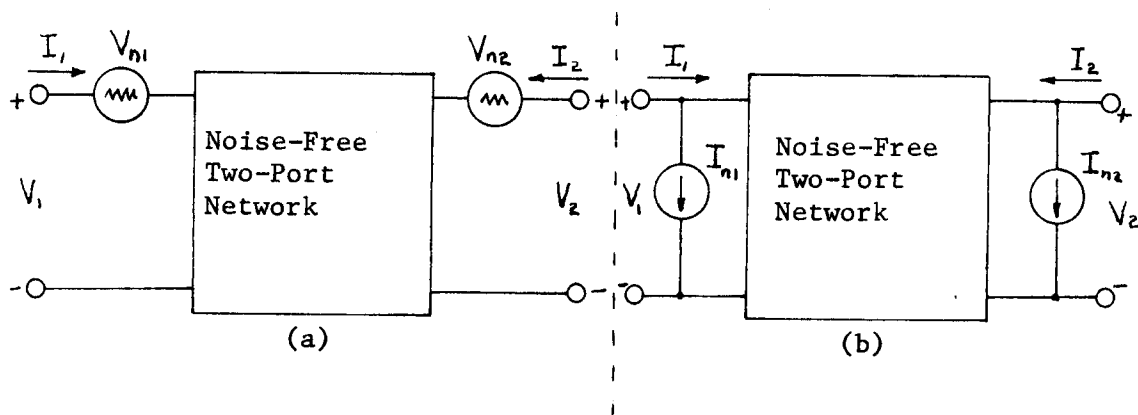 I₁ Vₙ₁ Vₙ₂ I₂
+ +
Noise-Free
Two-Port
Network
V₁ V₂
- -
(a)
I₁ I₂
+ +
Noise-Free
Two-Port
Network
Iₙ₁ Iₙ₂
V₁ V₂
- -
(b)